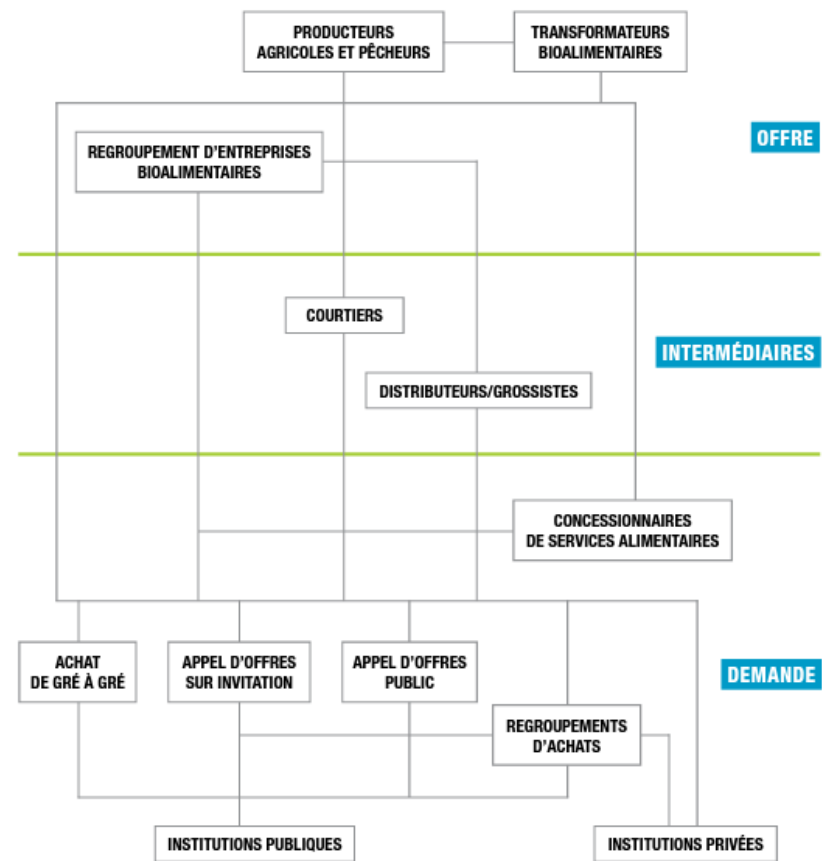 PRODUCTEURS
AGRICOLES ET PÊCHEURS
TRANSFORMATEURS
BIOALIMENTAIRES
OFFRE
REGROUPEMENT D'ENTREPRISES
BIOALIMENTAIRES
COURTIERS
INTERMÉDIAIRES
DISTRIBUTEURS/GROSSISTES
CONCESSIONNAIRES
DE SERVICES ALIMENTAIRES
ACHAT
DE GRÉ À GRÉ
APPEL D'OFFRES
SUR INVITATION
APPEL D'OFFRES
PUBLIC
DEMANDE
REGROUPEMENTS
D'ACHATS
INSTITUTIONS PUBLIQUES
INSTITUTIONS PRIVÉES